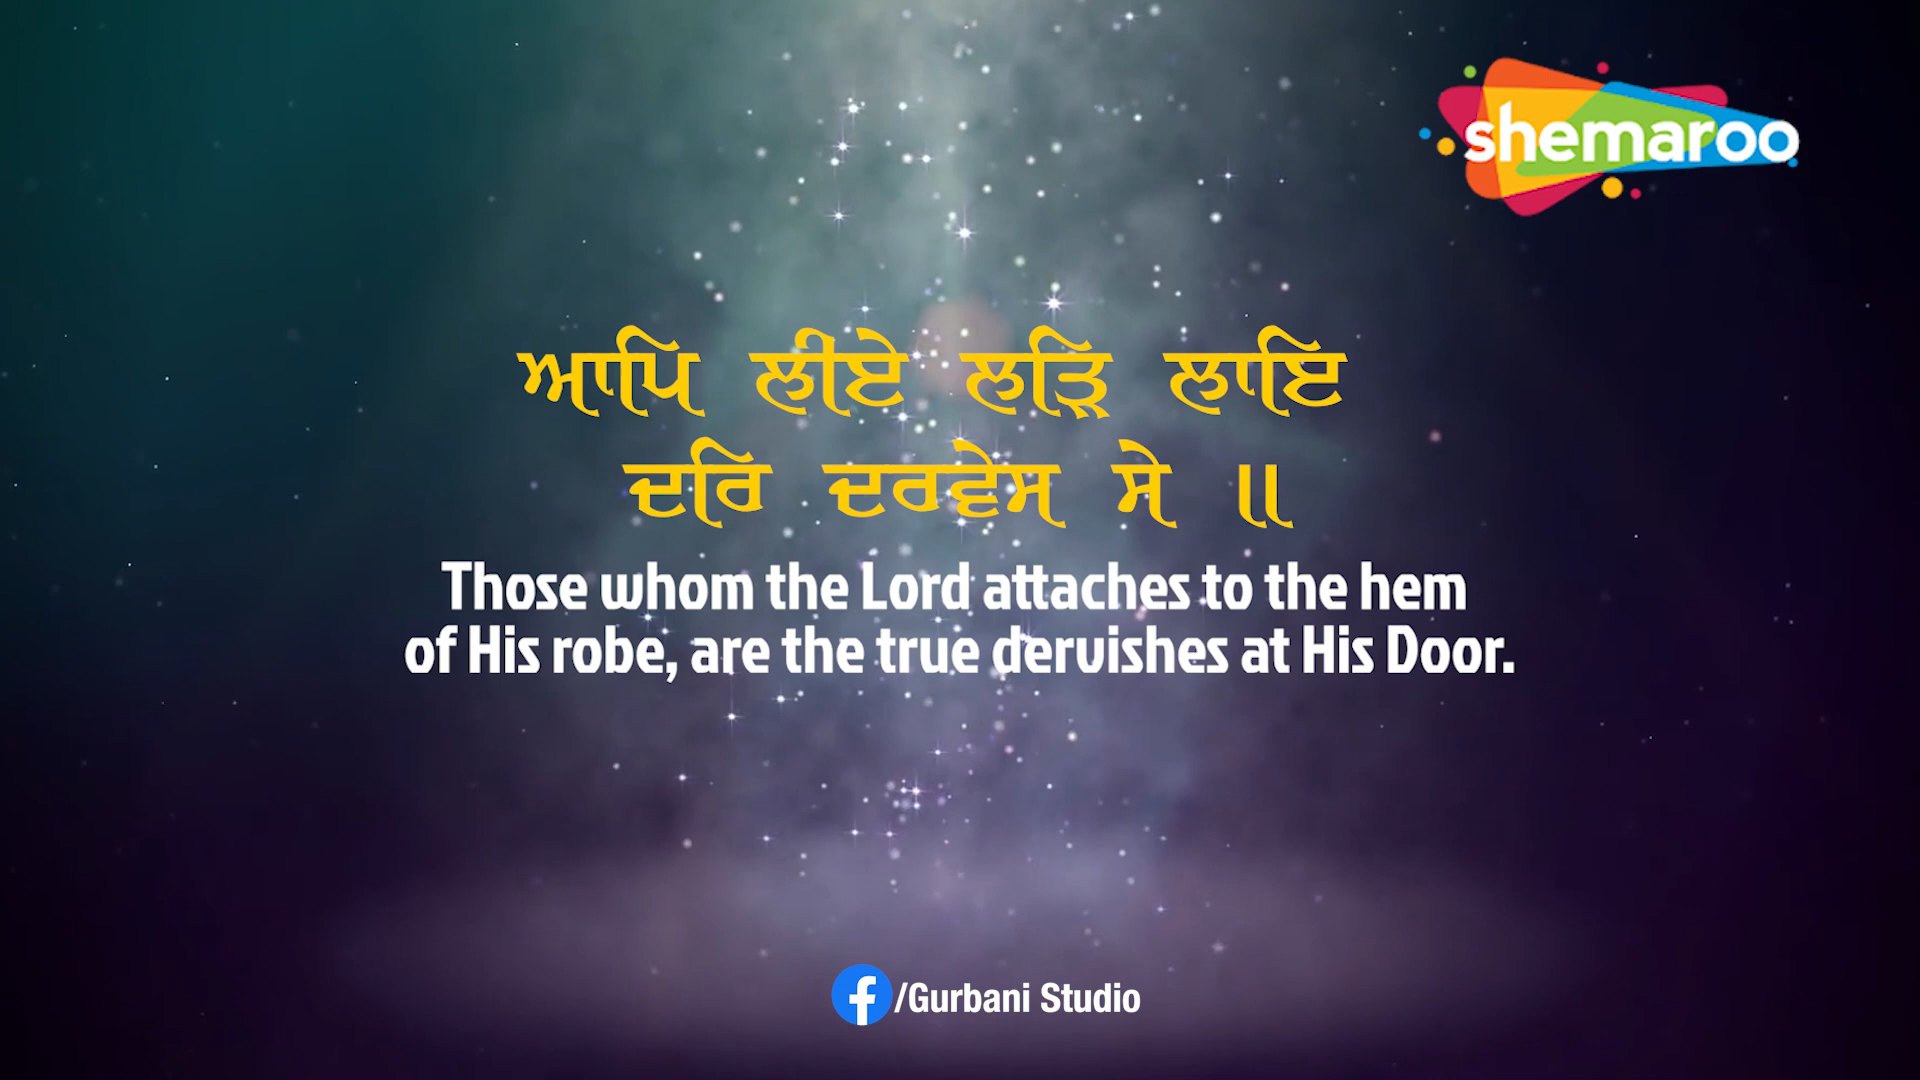 shemaroo
ਆਪਿ ਲੀਏ ਲੜਿ ਲਾਇ
ਦਰਿ ਦਰਵੇਸ ਸੇ ॥
Those whom the Lord attaches to the hem
of His robe, are the true dervishes at His Door.
/Gurbani Studio